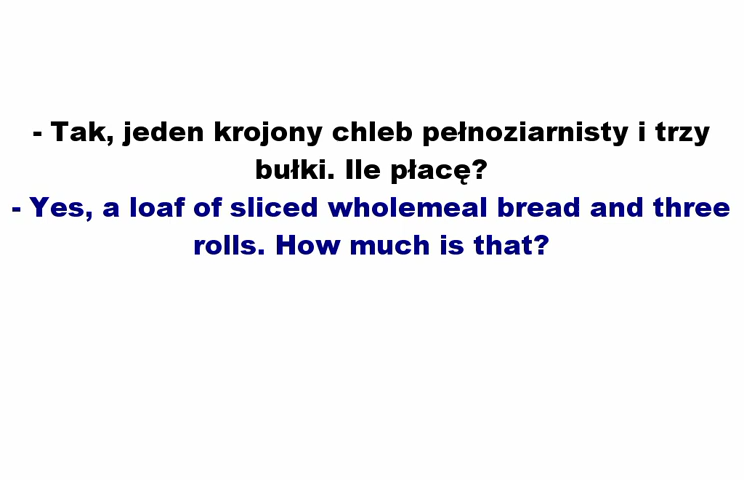 - Tak, jeden krojony chleb pełnoziarnisty i trzy
bułki. Ile płacę?
- Yes, a loaf of sliced wholemeal bread and three
rolls. How much is that?